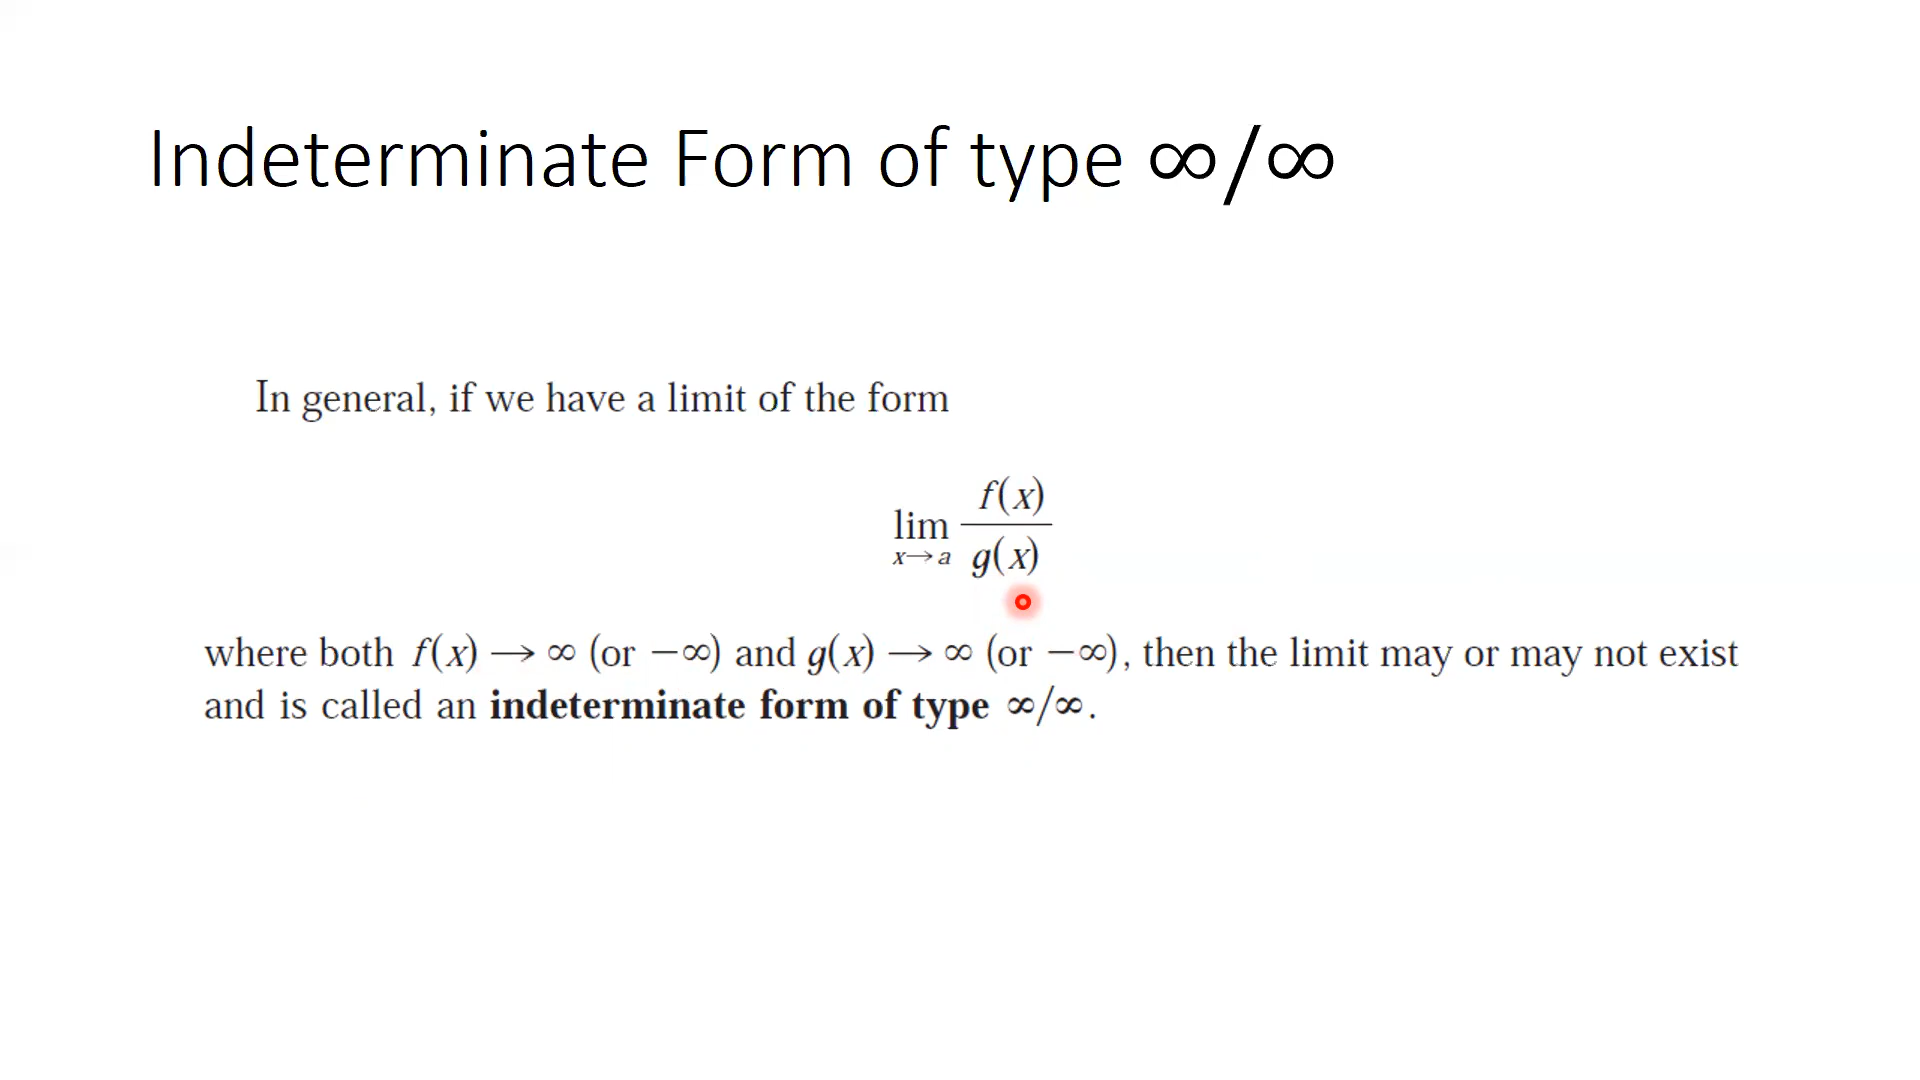 Indeterminate Form of type ∞/∞
In general, if we have a limit of the form
lim x→a f(x)/g(x)
where both f(x) → ∞ (or −∞) and g(x) → ∞ (or −∞), then the limit may or may not exist
and is called an indeterminate form of type ∞/∞.